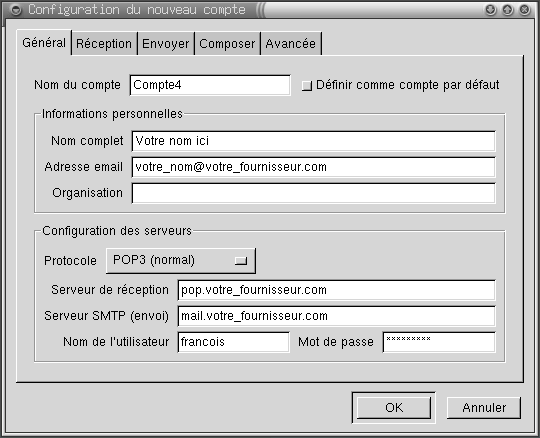 Configuration du nouveau compte
Général Réception Envoyer Composer Avancée
Nom du compte Compte4 Définir comme compte par défaut
Informations personnelles
Nom complet Votre nom ici
Adresse email votre_nom@votre_fournisseur.com
Organisation
Configuration des serveurs
Protocole POP3 (normal)
Serveur de réception pop.votre_fournisseur.com
Serveur SMTP (envoi) mail.votre_fournisseur.com
Nom de l'utilisateur francois Mot de passe *********
OK Annuler